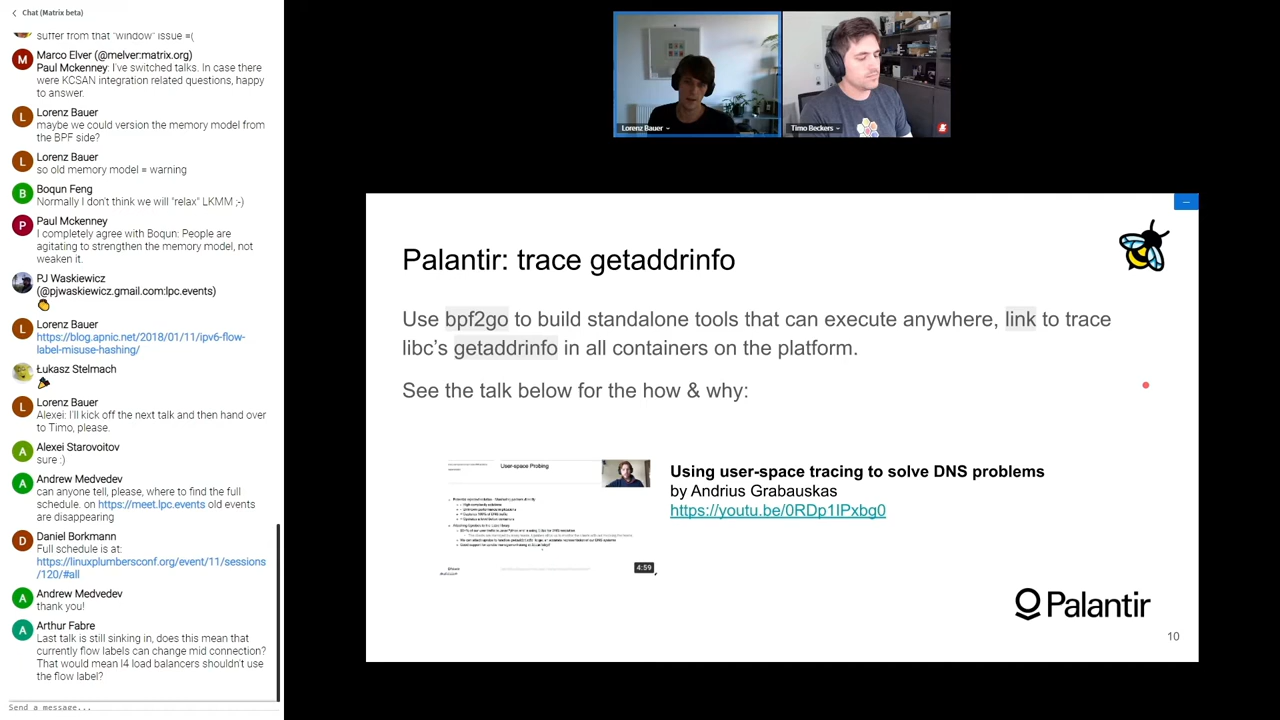 Chat (Matrix beta)
suffer from that "window" issue =(
M
Marco Elver (@melver:matrix.org)
Paul Mckenney: I've switched talks. In case there
were KCSAN integration related questions, happy
to answer.
L
Lorenz Bauer
maybe we could version the memory model from
the BPF side?
L
Lorenz Bauer
so old memory model = warning
B
Boqun Feng
Normally I don't think we will "relax" LKMM ;-)
P
Paul Mckenney
I completely agree with Boqun: People are
agitating to strengthen the memory model, not
weaken it.
PJ Waskiewicz
(@pjwaskiewicz:gmail.com:lpc.events)
L
Lorenz Bauer
https://blog.apnic.net/2018/01/11/ipv6-flow-
label-misuse-hashing/
Łukasz Stelmach
L
Lorenz Bauer
Alexei: I'll kick off the next talk and then hand over
to Timo, please.
A
Alexei Starovoitov
sure :)
A
Andrew Medvedev
can anyone tell, please, where to find the full
schedule. on https://meet.lpc.events old events
are disappearing
D
Daniel Borkmann
Full schedule is at:
https://linuxplumbersconf.org/event/11/sessions
/120/#all
A
Andrew Medvedev
thank you!
A
Arthur Fabre
Last talk is still sinking in, does this mean that
currently flow labels can change mid connection?
That would mean l4 load balancers shouldn't use
the flow label?
Send a message...
Lorenz Bauer
Timo Beckers
Palantir: trace getaddrinfo
Use bpf2go to build standalone tools that can execute anywhere, link to trace
libc's getaddrinfo in all containers on the platform.
See the talk below for the how & why:
User-space Probing
4:59
Using user-space tracing to solve DNS problems
by Andrius Grabauskas
https://youtu.be/0RDp1IPxbg0
Palantir
10